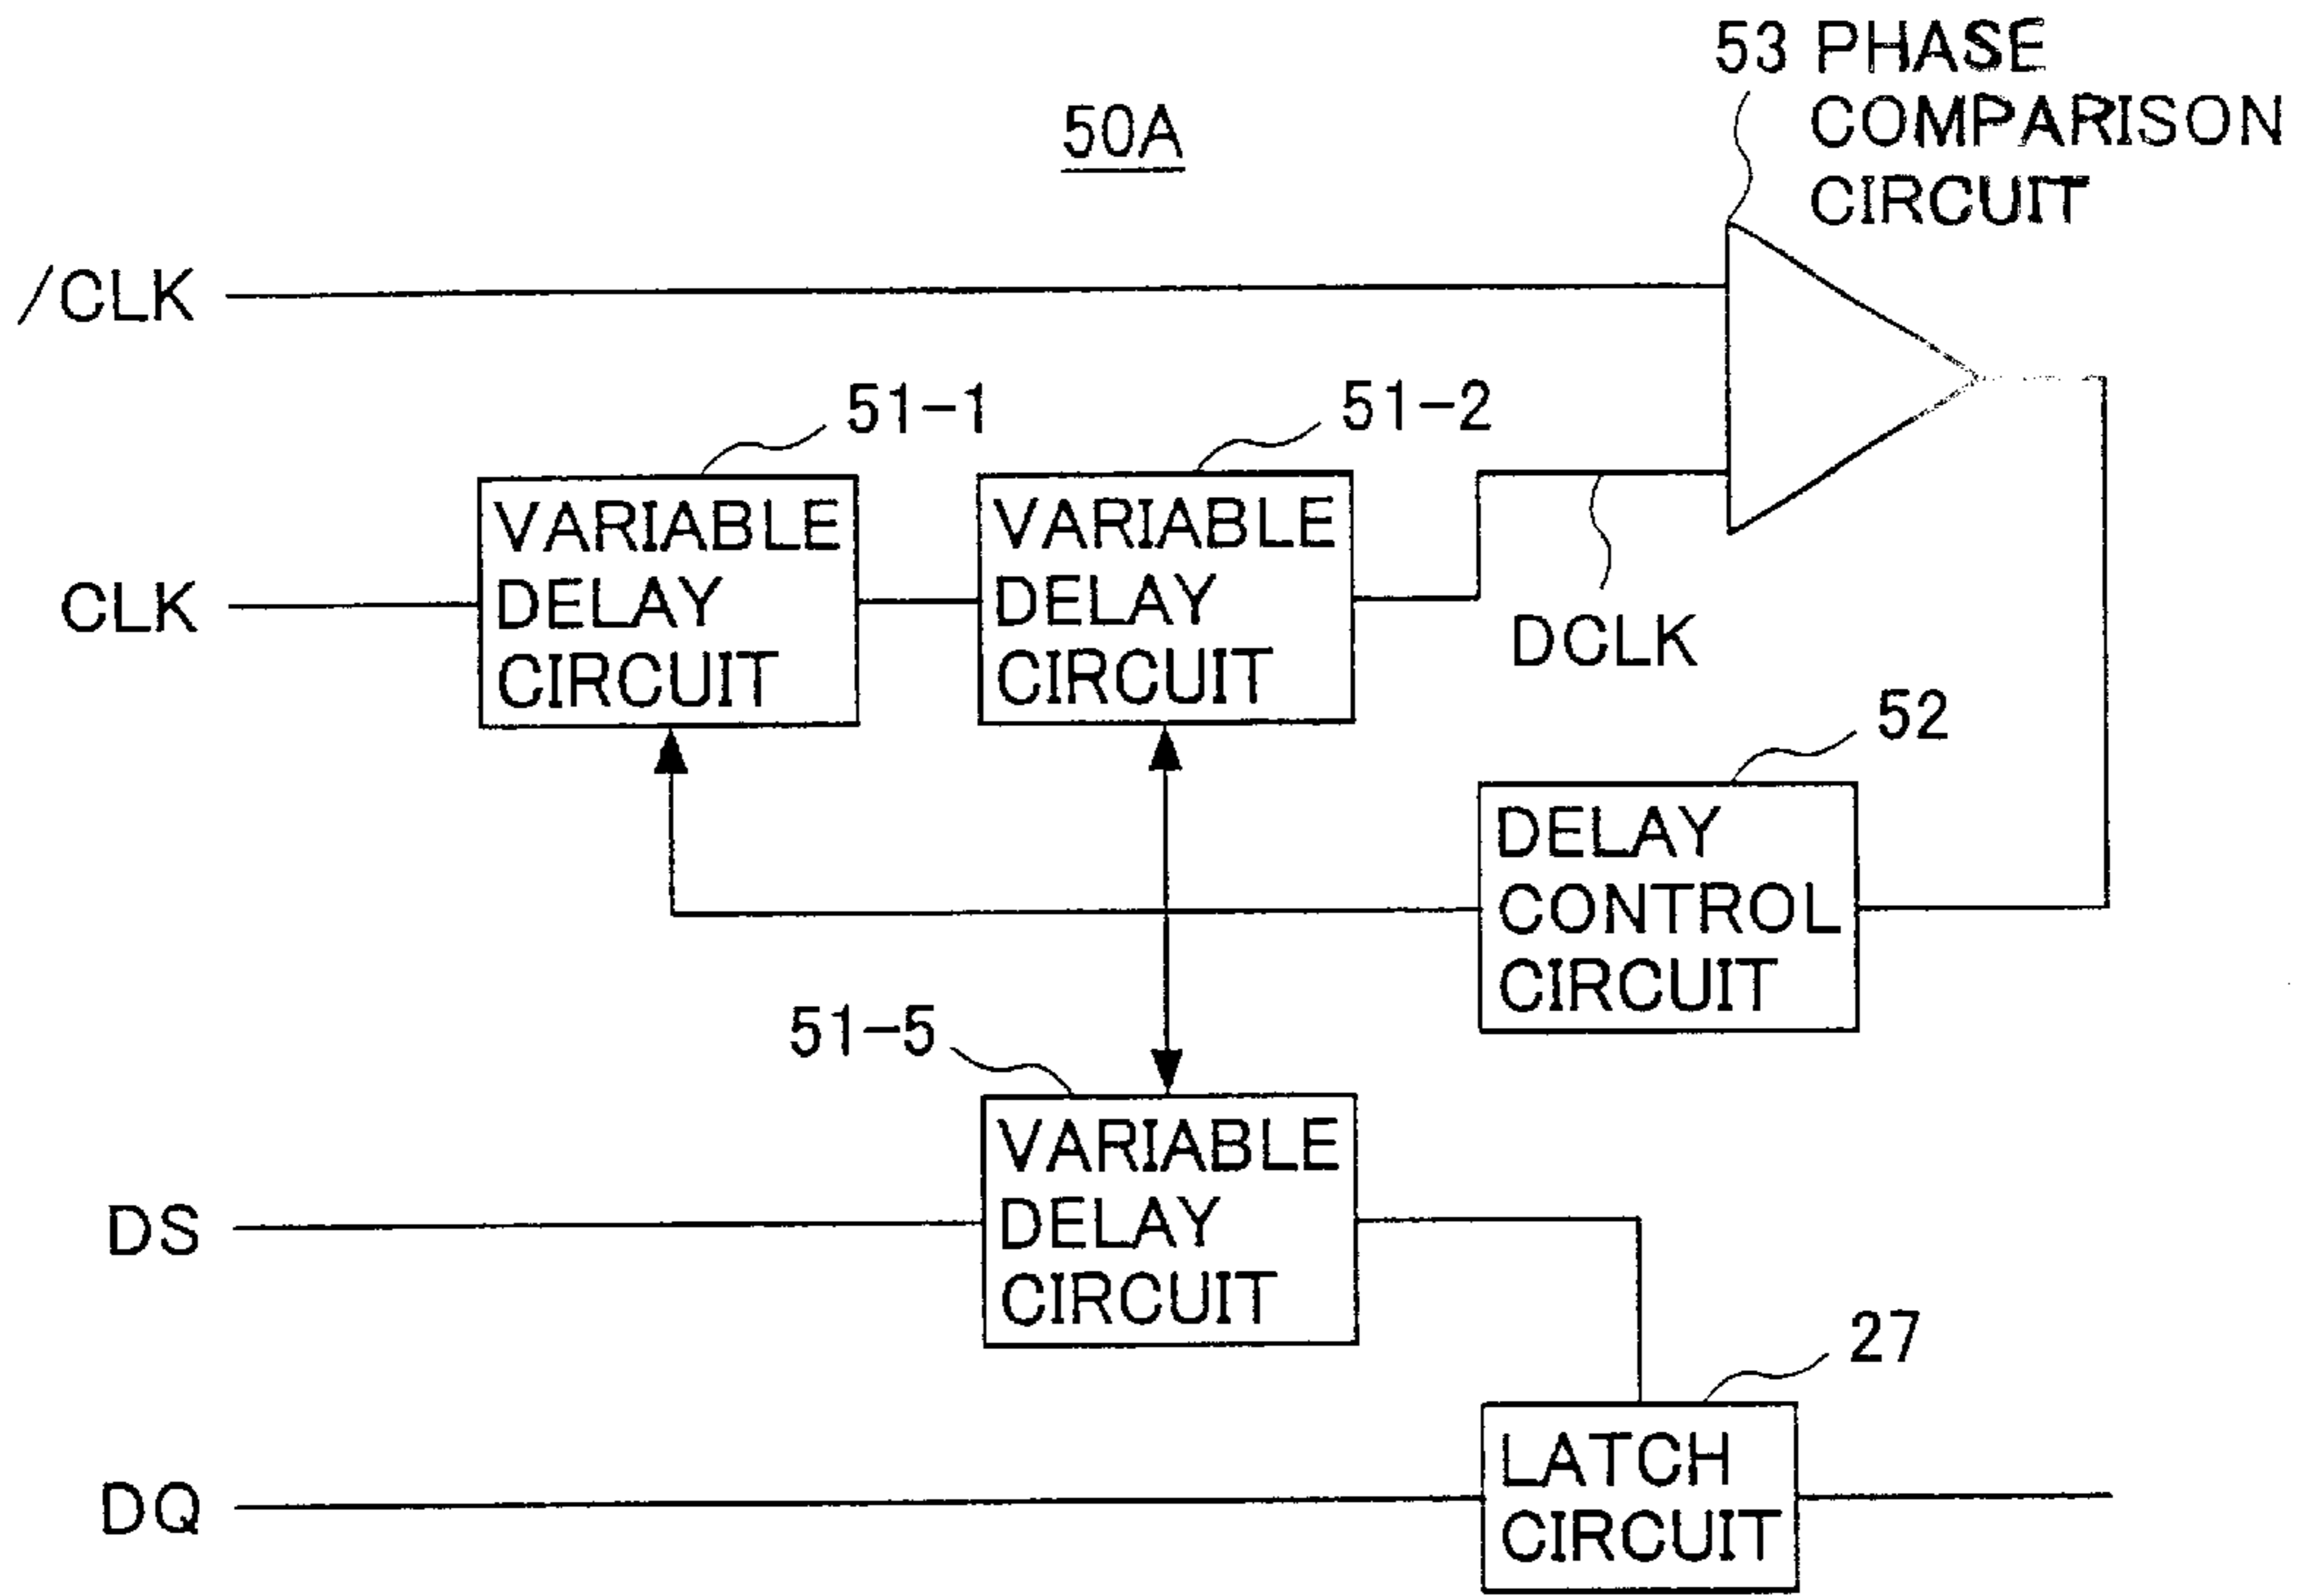 53 PHASE
COMPARISON
CIRCUIT
50A
/CLK
51-1
51-2
VARIABLE
DELAY
CIRCUIT
VARIABLE
DELAY
CIRCUIT
CLK
DCLK
52
DELAY
CONTROL
CIRCUIT
51-5
VARIABLE
DELAY
CIRCUIT
DS
27
LATCH
CIRCUIT
DQ